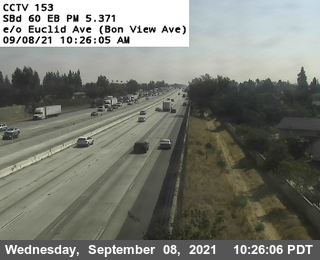 CCTV 153
SBd 60 EB PM 5.371
e/o Euclid Ave (Bon View Ave)
09/08/21 10:26:05 AM
Wednesday, September 08, 2021 10:26:06 PDT